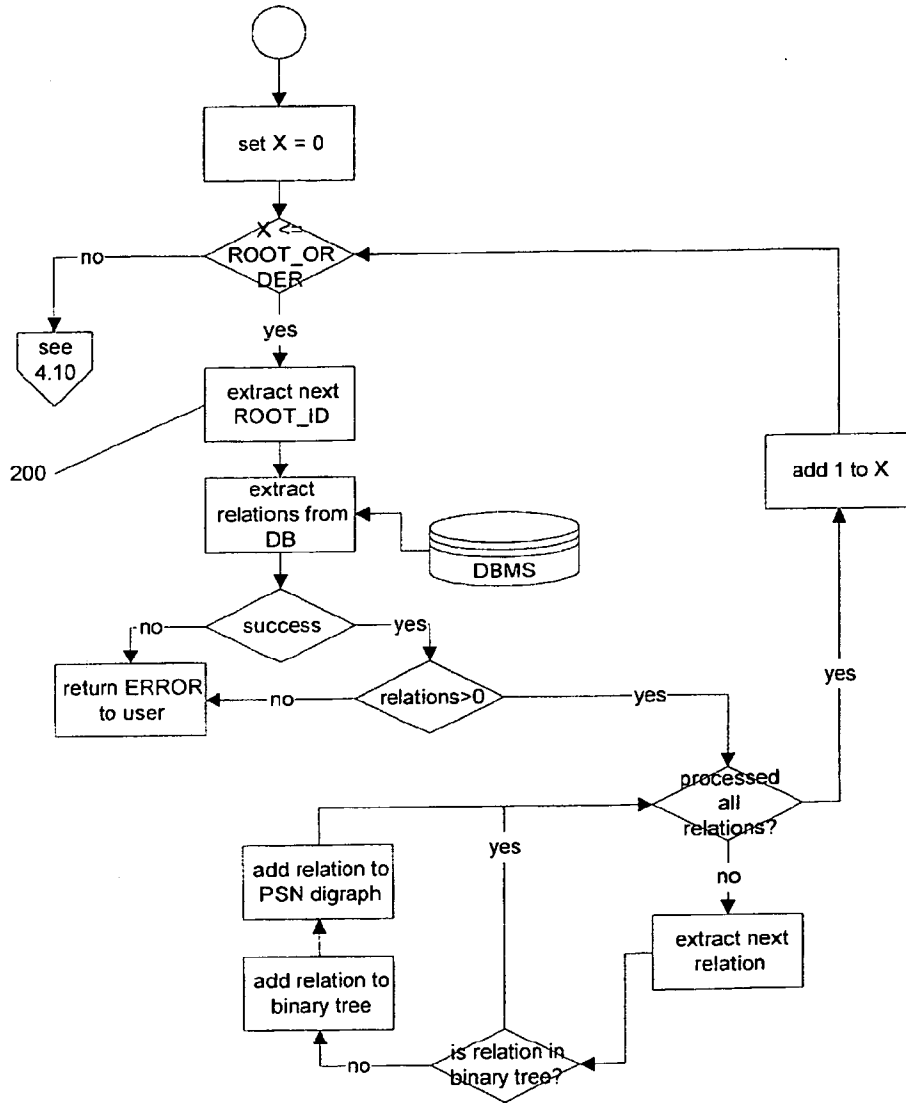 set X = 0
X <=
ROOT_OR
DER
no
yes
see
4.10
extract next
ROOT_ID
200
add 1 to X
extract
relations from
DB
DBMS
success
no
yes
yes
return ERROR
to user
no
relations>0
yes
processed
all
relations?
yes
add relation to
PSN digraph
no
extract next
relation
add relation to
binary tree
is relation in
binary tree?
no